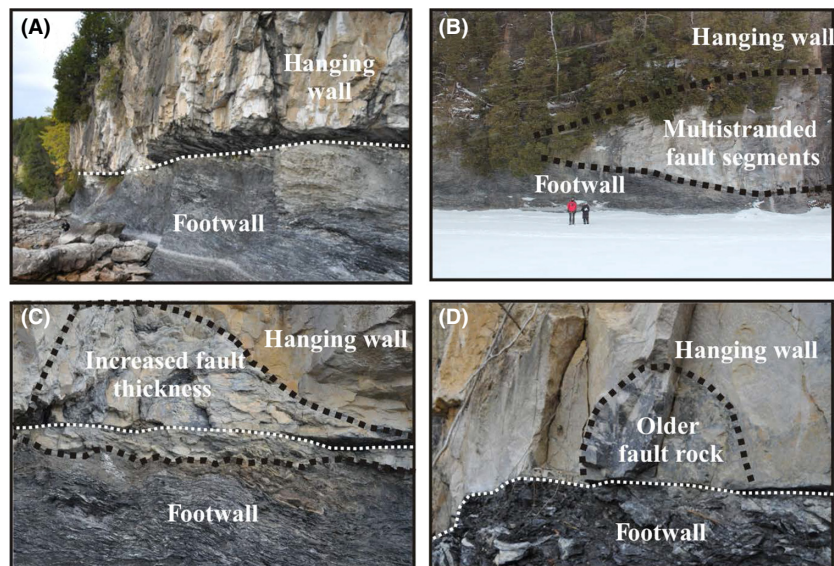 (A)
Hanging
wall
Footwall
(B)
Hanging wall
Multistranded
fault segments
Footwall
(C)
Hanging wall
Increased fault
thickness
Footwall
(D)
Hanging wall
Older
fault rock
Footwall